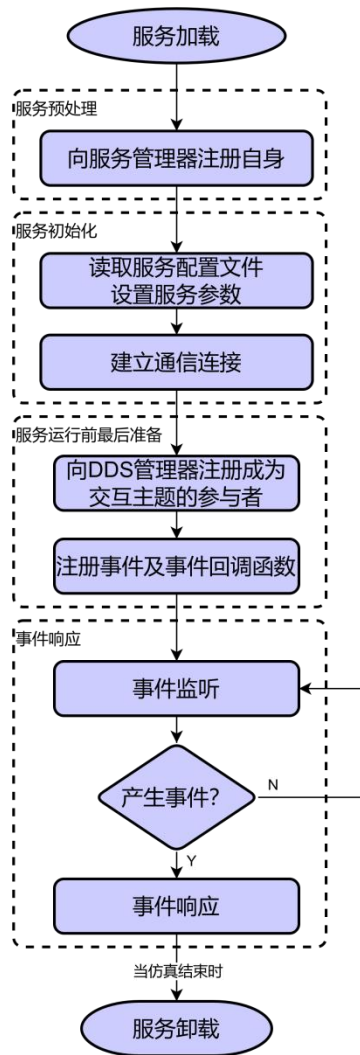 服务加载
服务预处理
向服务管理器注册自身
服务初始化
读取服务配置文件
设置服务参数
建立通信连接
服务运行前最后准备
向DDS管理器注册成为
交互主题的参与者
注册事件及事件回调函数
事件响应
事件监听
产生事件?
N
Y
事件响应
当仿真结束时
服务卸载